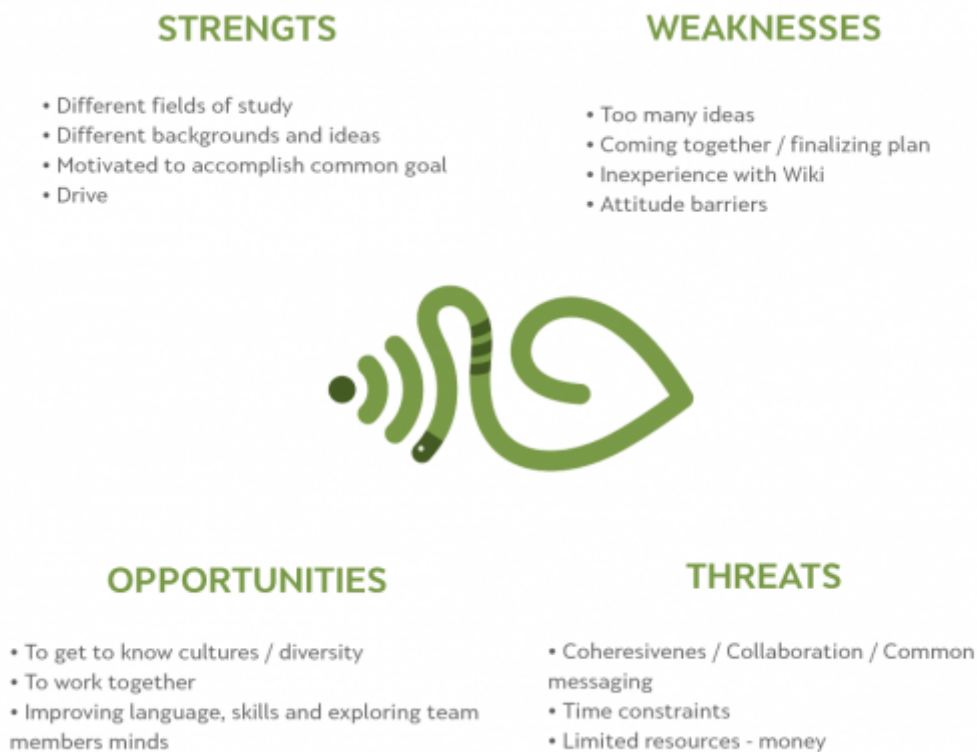 STRENGTS
• Different fields of study
• Different backgrounds and ideas
• Motivated to accomplish common goal
• Drive
WEAKNESSES
• Too many ideas
• Coming together / finalizing plan
• Inexperience with Wiki
• Attitude barriers
OPPORTUNITIES
• To get to know cultures / diversity
• To work together
• Improving language, skills and exploring team
members minds
THREATS
• Coheresivenes / Collaboration / Common
messaging
• Time constraints
• Limited resources - money